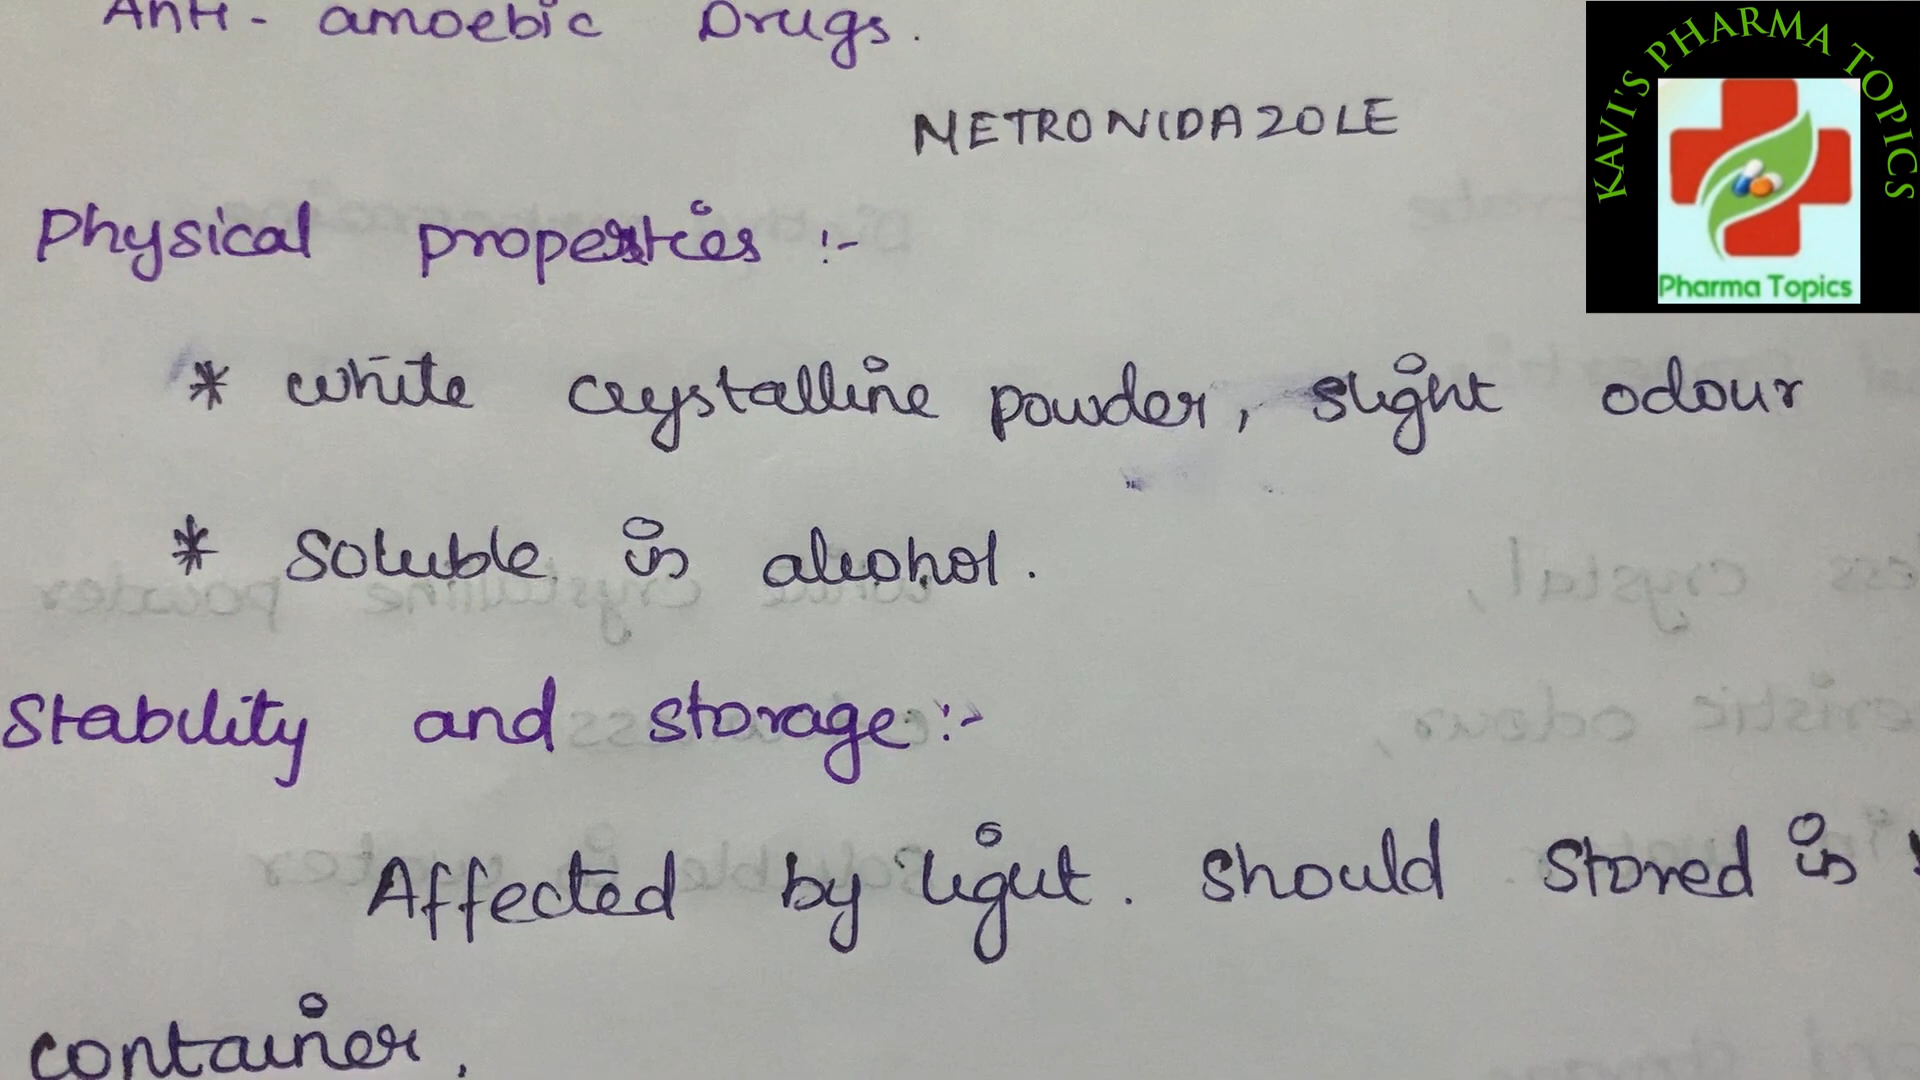 Anti - amoebic Drugs.
METRONIDAZOLE
Physical properties :-
* white crystalline powder, slight odour
* Soluble in alcohol.
Stability and storage :-
Affected by light. Should stored in
container.
KAVI'S PHARMA TOPICS
Pharma Topics